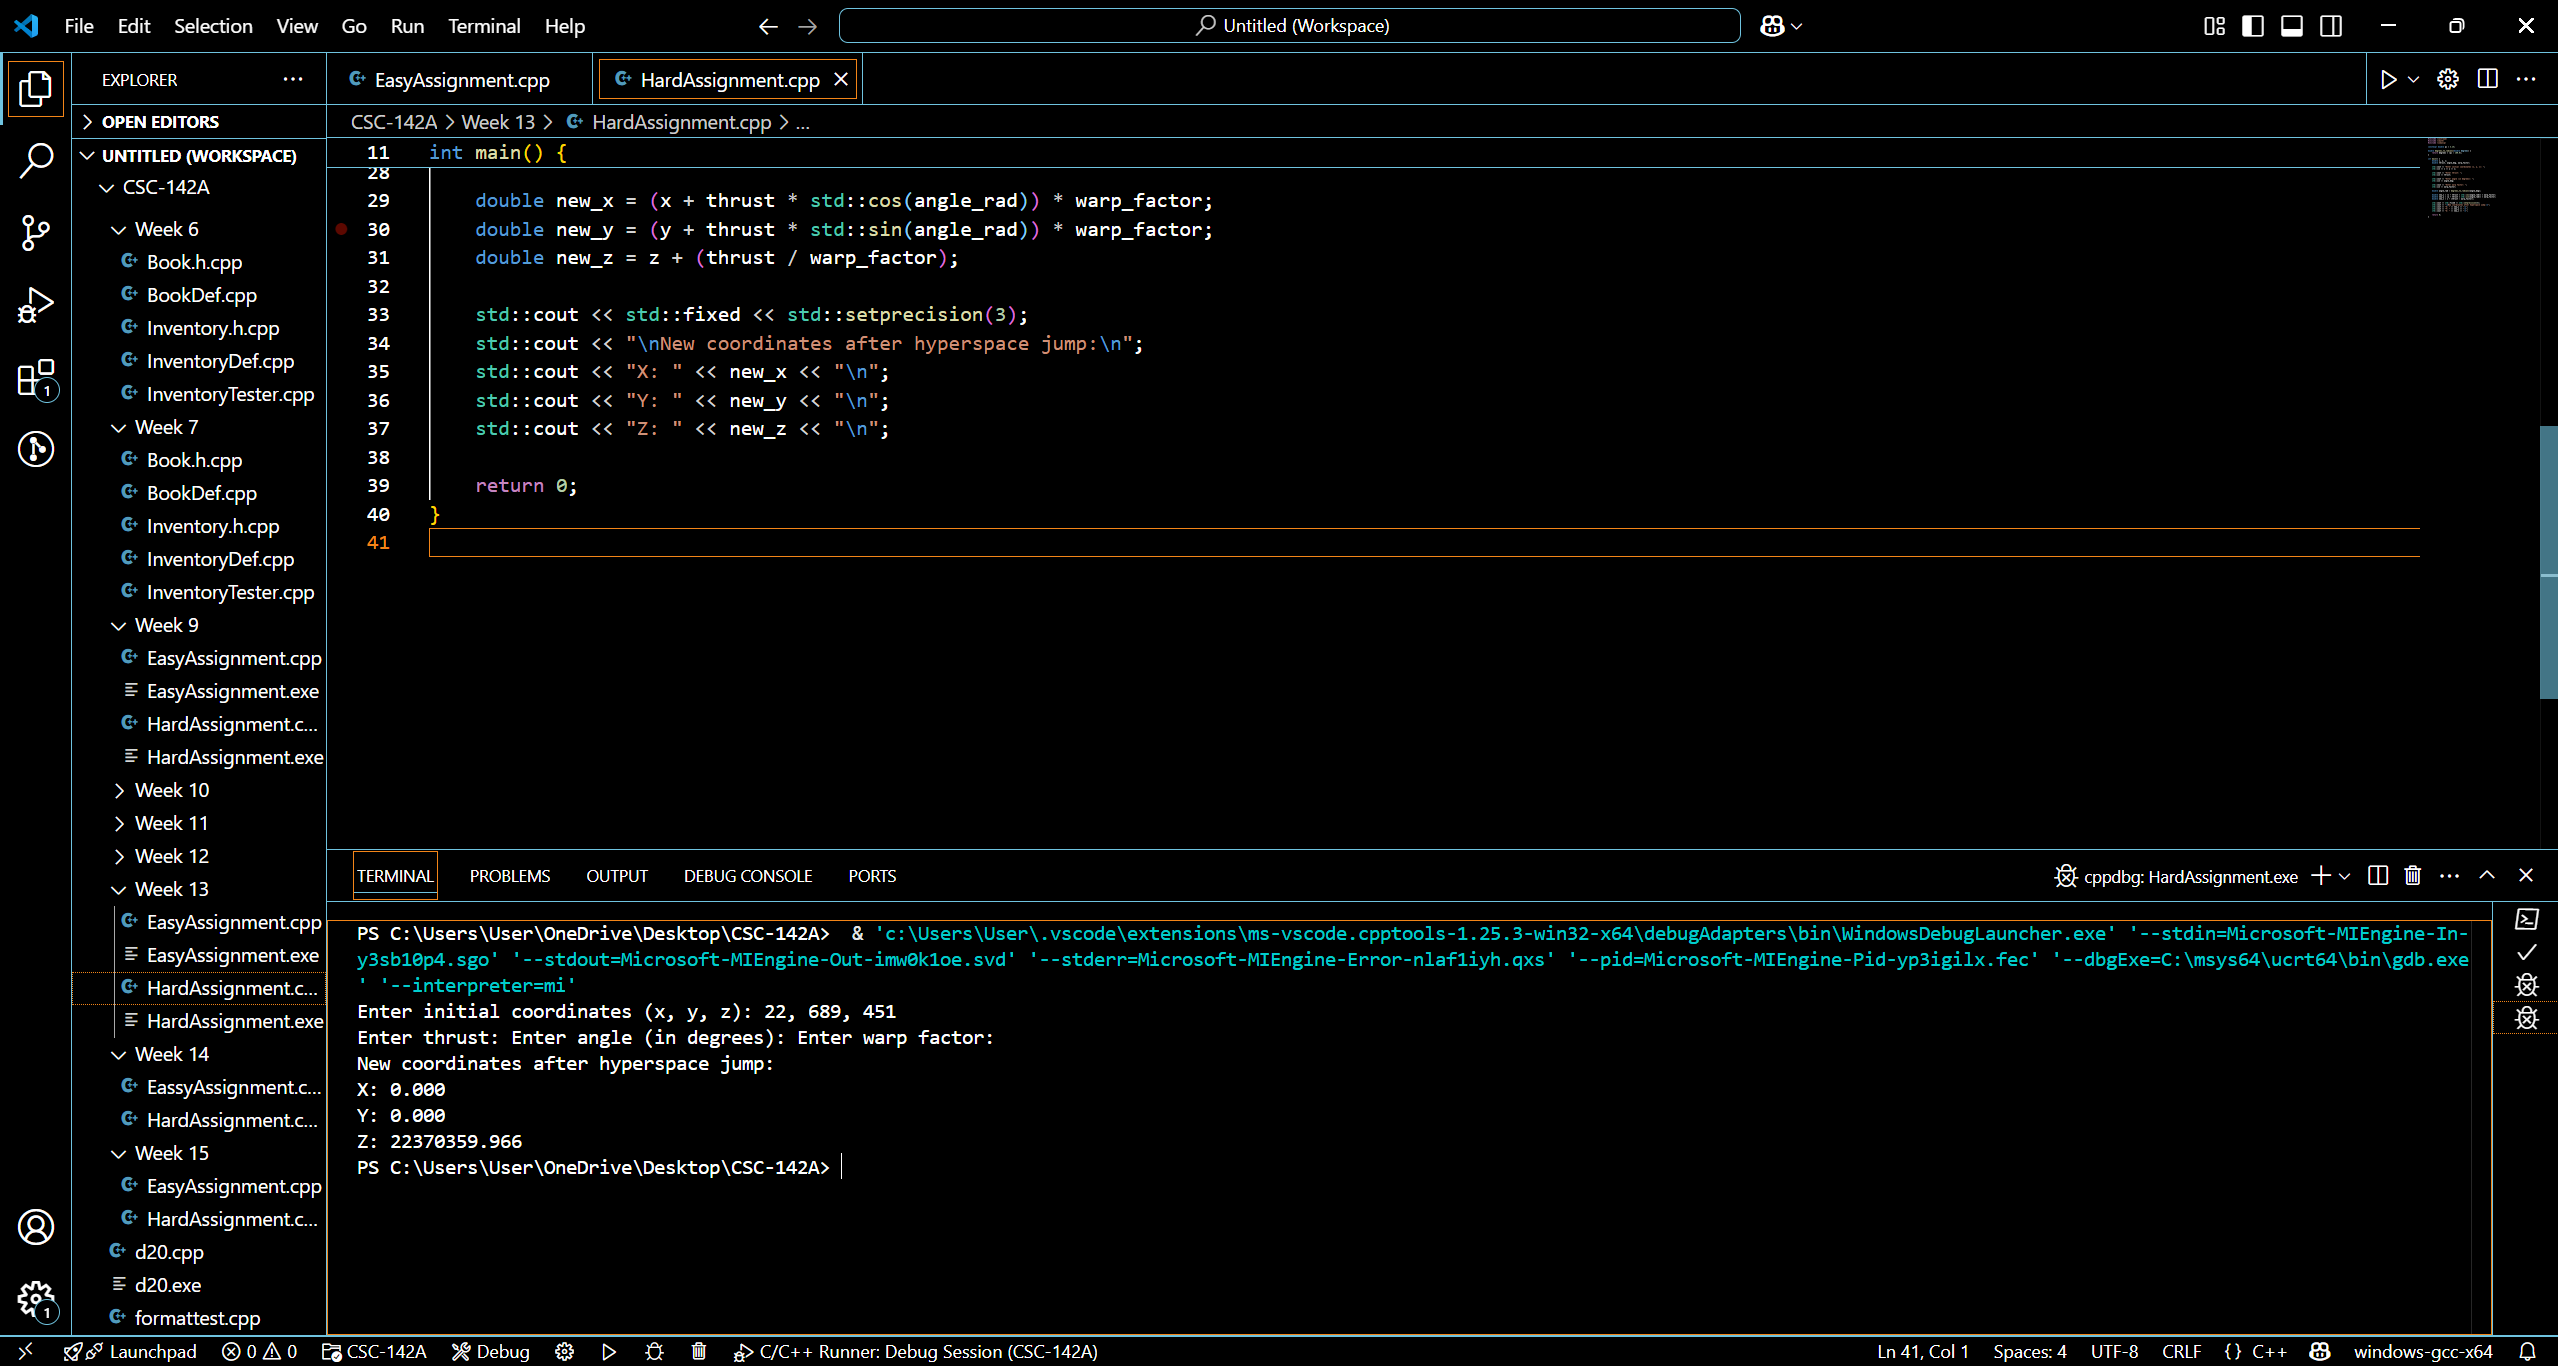 File Edit Selection View Go Run Terminal Help
Untitled (Workspace)
EXPLORER
OPEN EDITORS
UNTITLED (WORKSPACE)
CSC-142A
Week 6
Book.h.cpp
BookDef.cpp
Inventory.h.cpp
InventoryDef.cpp
InventoryTester.cpp
Week 7
Book.h.cpp
BookDef.cpp
Inventory.h.cpp
InventoryDef.cpp
InventoryTester.cpp
Week 9
EasyAssignment.cpp
EasyAssignment.exe
HardAssignment.c...
HardAssignment.exe
Week 10
Week 11
Week 12
Week 13
EasyAssignment.cpp
EasyAssignment.exe
HardAssignment.c...
HardAssignment.exe
Week 14
EassyAssignment.c...
HardAssignment.c...
Week 15
EasyAssignment.cpp
HardAssignment.c...
d20.cpp
d20.exe
formattest.cpp
1
1
EasyAssignment.cpp
HardAssignment.cpp
CSC-142A > Week 13 > HardAssignment.cpp > ...
11 int main() {
28
29 double new_x = (x + thrust * std::cos(angle_rad)) * warp_factor;
30 double new_y = (y + thrust * std::sin(angle_rad)) * warp_factor;
31 double new_z = z + (thrust / warp_factor);
32
33 std::cout << std::fixed << std::setprecision(3);
34 std::cout << "\nNew coordinates after hyperspace jump:\n";
35 std::cout << "X: " << new_x << "\n";
36 std::cout << "Y: " << new_y << "\n";
37 std::cout << "Z: " << new_z << "\n";
38
39 return 0;
40 }
41
TERMINAL PROBLEMS OUTPUT DEBUG CONSOLE PORTS
cppdbg: HardAssignment.exe
PS C:\Users\User\OneDrive\Desktop\CSC-142A>  & 'c:\Users\User\.vscode\extensions\ms-vscode.cpptools-1.25.3-win32-x64\debugAdapters\bin\WindowsDebugLauncher.exe' '--stdin=Microsoft-MIEngine-In-
y3sb10p4.sgo' '--stdout=Microsoft-MIEngine-Out-imw0k1oe.svd' '--stderr=Microsoft-MIEngine-Error-nlaf1iyh.qxs' '--pid=Microsoft-MIEngine-Pid-yp3igilx.fec' '--dbgExe=C:\msys64\ucrt64\bin\gdb.exe
' '--interpreter=mi'
Enter initial coordinates (x, y, z): 22, 689, 451
Enter thrust: Enter angle (in degrees): Enter warp factor:
New coordinates after hyperspace jump:
X: 0.000
Y: 0.000
Z: 22370359.966
PS C:\Users\User\OneDrive\Desktop\CSC-142A>
Launchpad 0 0 CSC-142A Debug C/C++ Runner: Debug Session (CSC-142A) Ln 41, Col 1 Spaces: 4 UTF-8 CRLF {} C++ windows-gcc-x64